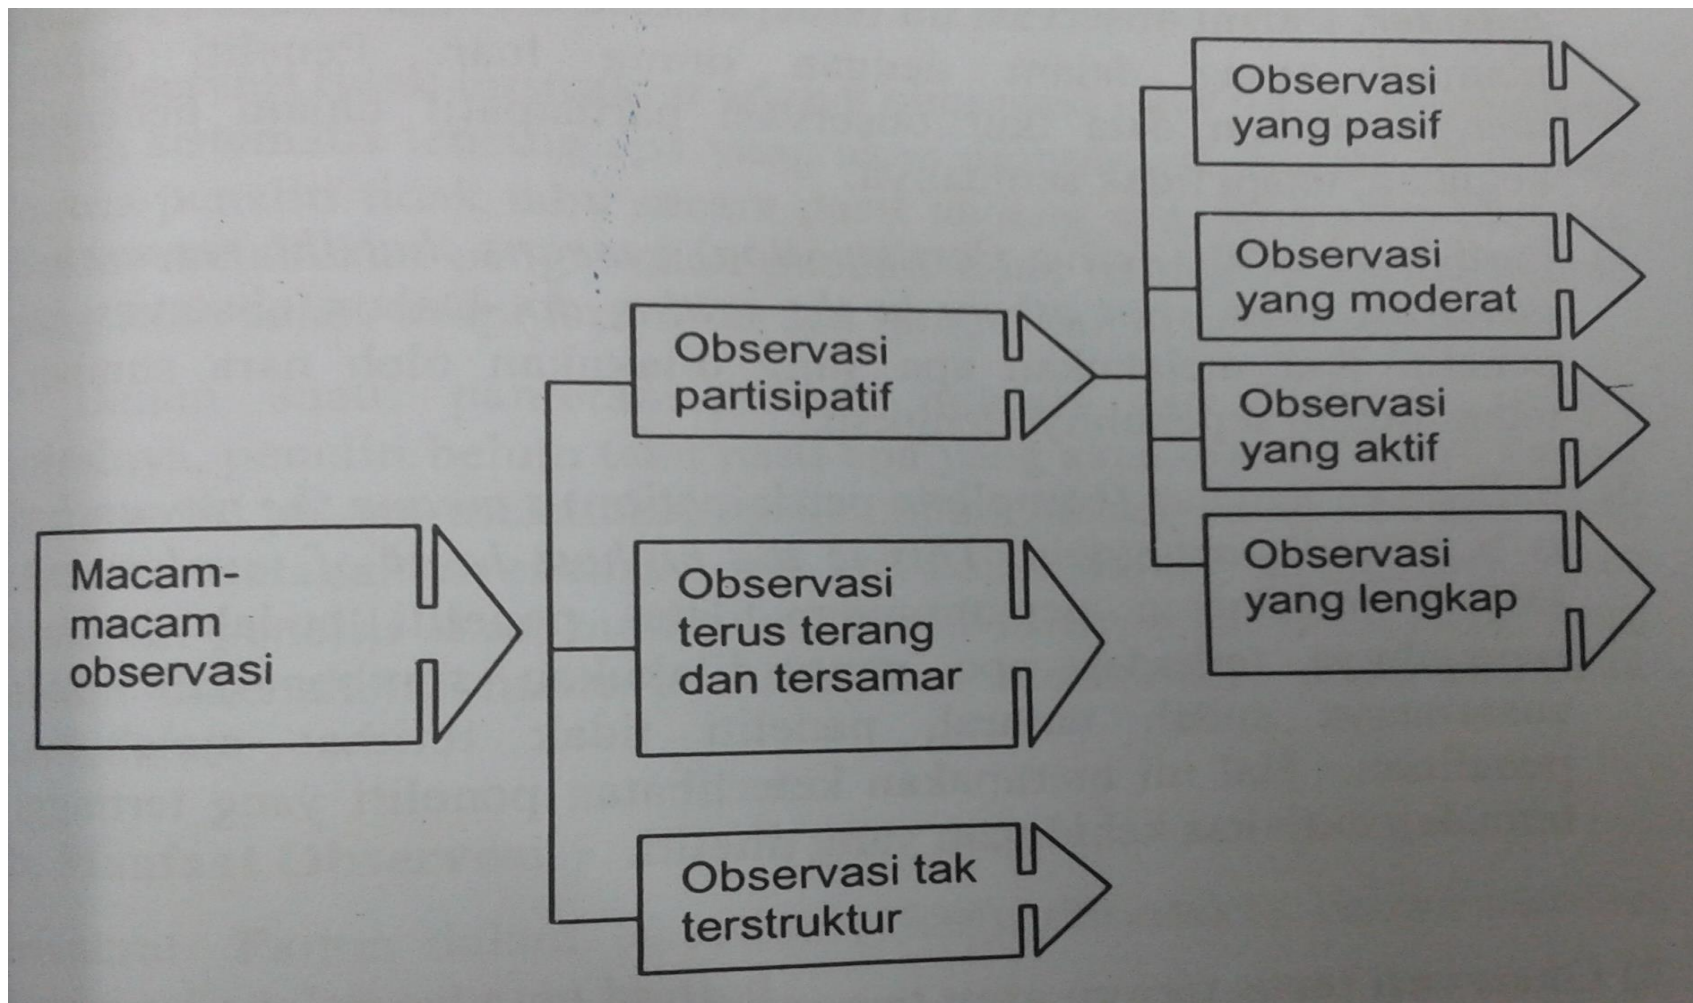 Macam-
macam
observasi
Observasi
partisipatif
Observasi
terus terang
dan tersamar
Observasi tak
terstruktur
Observasi
yang pasif
Observasi
yang moderat
Observasi
yang aktif
Observasi
yang lengkap